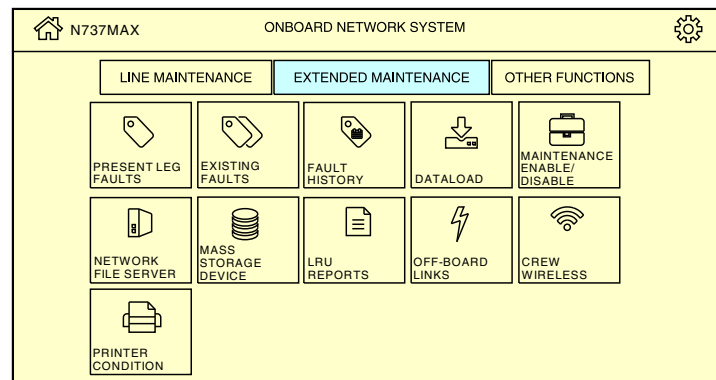 N737MAX
ONBOARD NETWORK SYSTEM
LINE MAINTENANCE
EXTENDED MAINTENANCE
OTHER FUNCTIONS
PRESENT LEG
FAULTS
EXISTING
FAULTS
FAULT
HISTORY
DATALOAD
MAINTENANCE
ENABLE/
DISABLE
NETWORK
FILE SERVER
MASS
STORAGE
DEVICE
LRU
REPORTS
OFF-BOARD
LINKS
CREW
WIRELESS
PRINTER
CONDITION